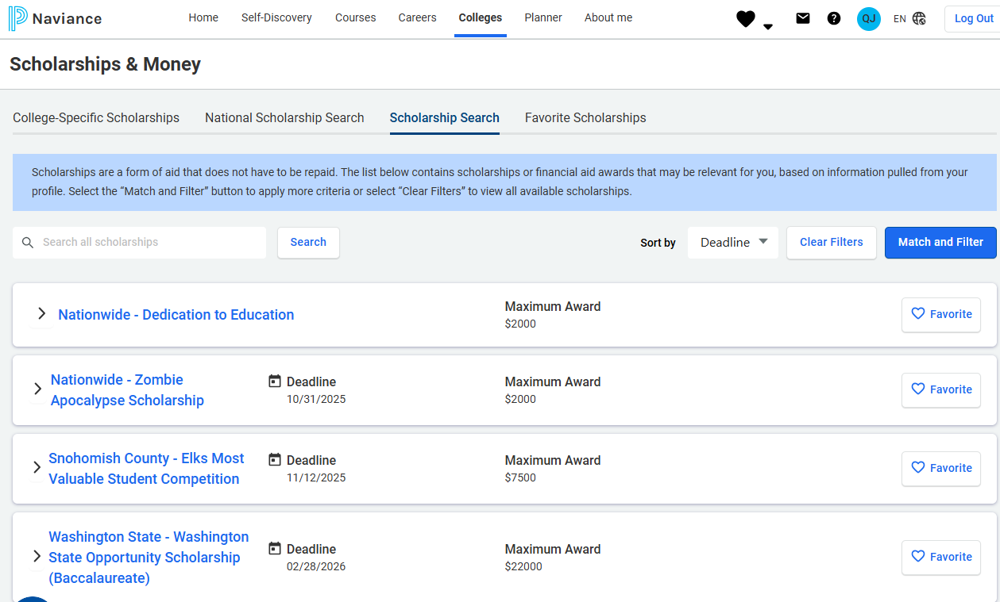 Naviance
Home Self-Discovery Courses Careers Colleges Planner About me
QJ EN Log Out
Scholarships & Money
College-Specific Scholarships National Scholarship Search Scholarship Search Favorite Scholarships
Scholarships are a form of aid that does not have to be repaid. The list below contains scholarships or financial aid awards that may be relevant for you, based on information pulled from your
profile. Select the “Match and Filter” button to apply more criteria or select “Clear Filters” to view all available scholarships.
Search all scholarships Search Sort by Deadline Clear Filters Match and Filter
Nationwide - Dedication to Education
Maximum Award
$2000
Favorite
Nationwide - Zombie
Apocalypse Scholarship
Deadline
10/31/2025
Maximum Award
$2000
Favorite
Snohomish County - Elks Most
Valuable Student Competition
Deadline
11/12/2025
Maximum Award
$7500
Favorite
Washington State - Washington
State Opportunity Scholarship
(Baccalaureate)
Deadline
02/28/2026
Maximum Award
$22000
Favorite